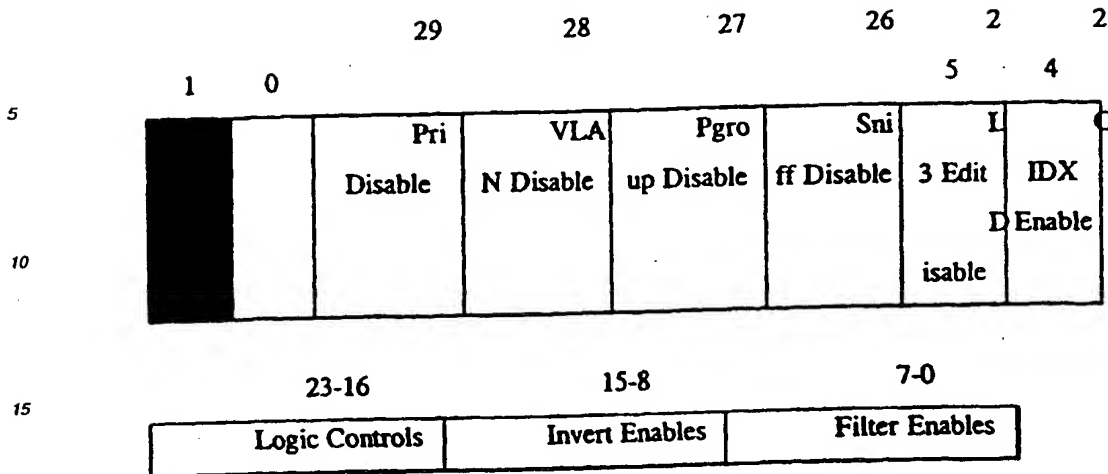 29 28 27 26 2 2
1 0 5 4
5
Pri VLA Pgro Sni L C
Disable N Disable up Disable ff Disable 3 Edit IDX
D Enable
10
isable
23-16 15-8 7-0
15
Logic Controls Invert Enables Filter Enables